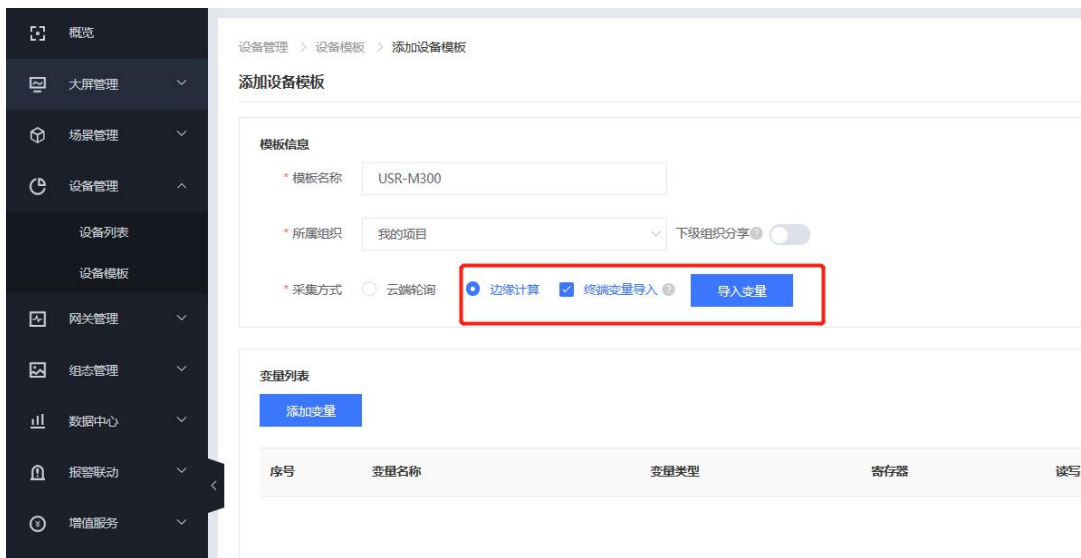 概览
大屏管理
场景管理
设备管理
设备列表
设备模板
网关管理
组态管理
数据中心
报警联动
增值服务
设备管理 > 设备模板 > 添加设备模板
添加设备模板
模板信息
* 模板名称 USR-M300
* 所属组织 我的项目 下级组织分享
* 采集方式 云端轮询 边缘计算 终端变量导入 导入变量
变量列表
添加变量
序号 变量名称 变量类型 寄存器 读写